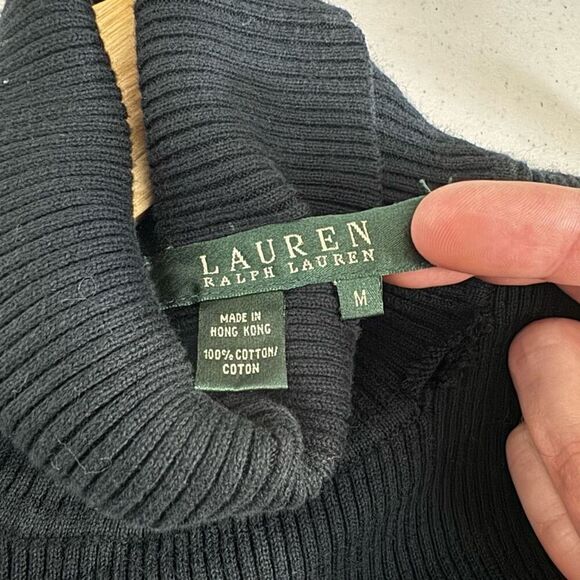 LAUREN
RALPH LAUREN
M
MADE IN
HONG KONG
100% COTTON/
COTON